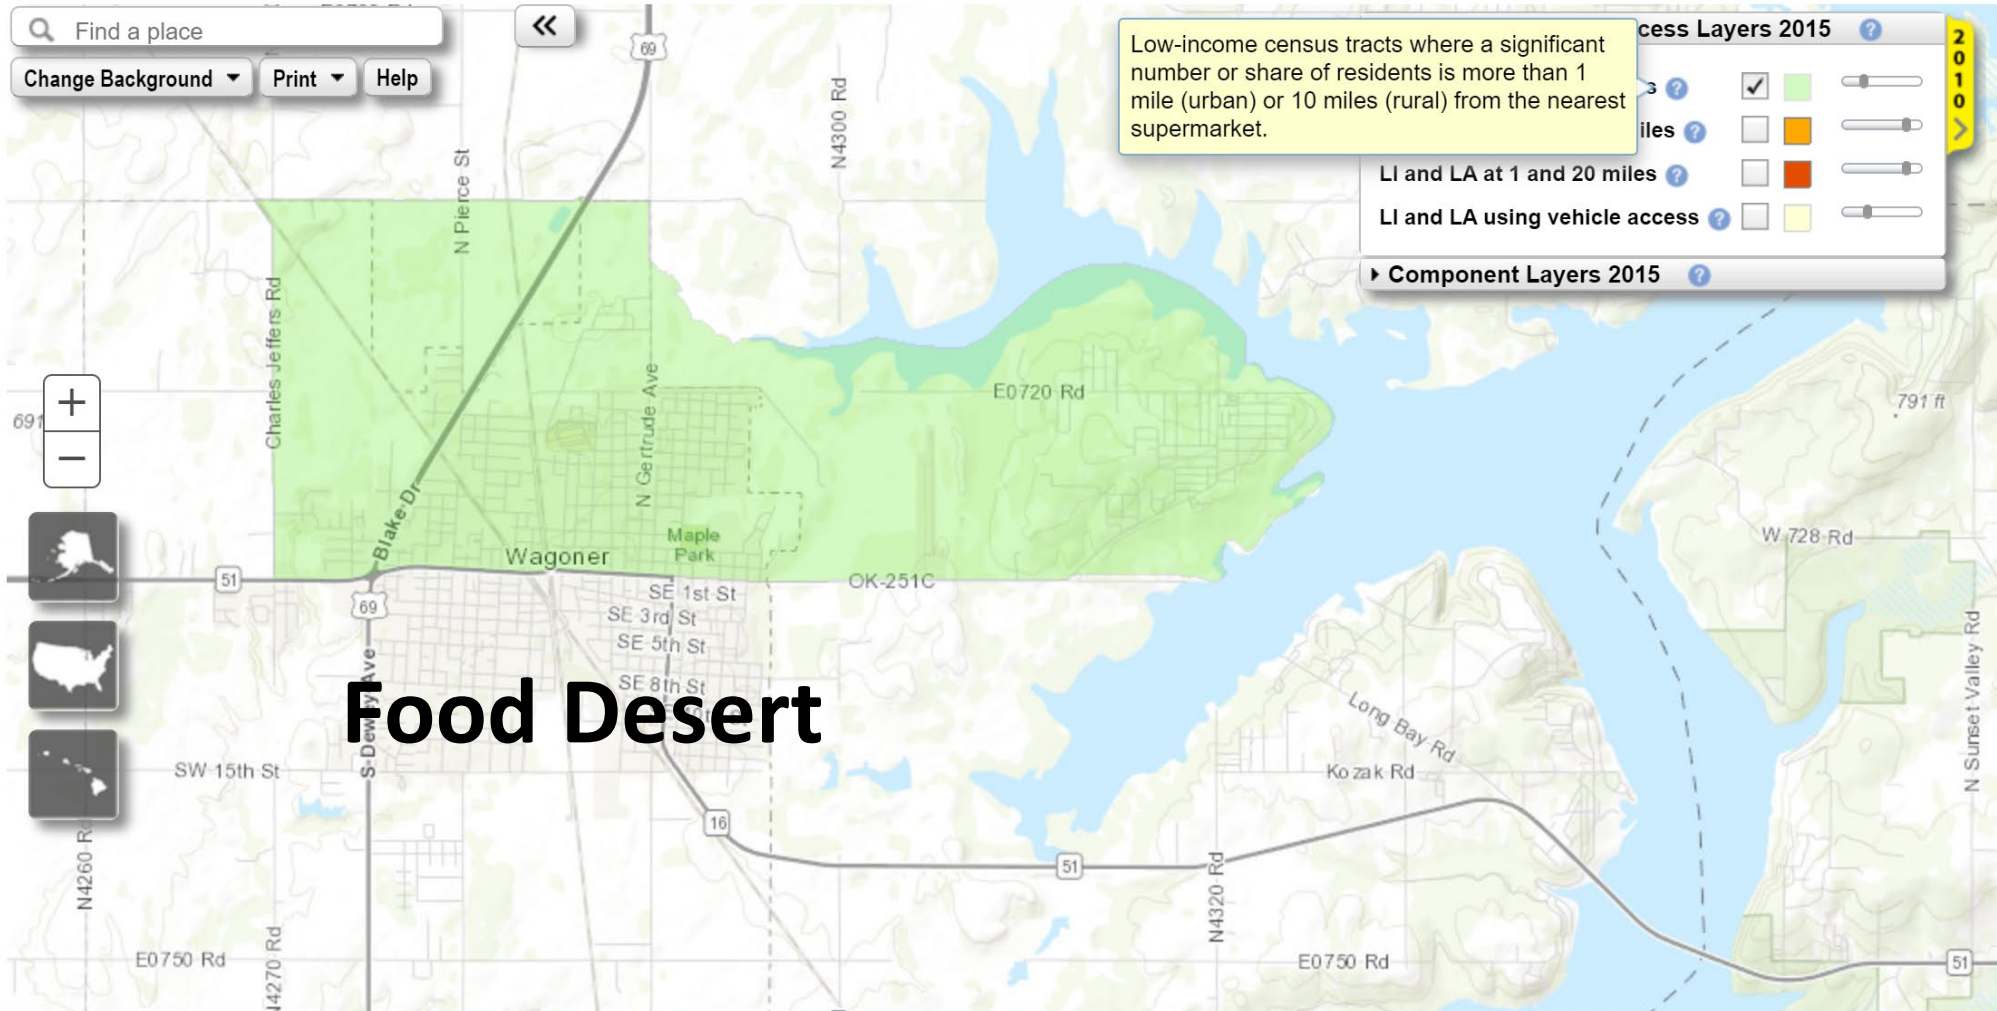 Find a place
Change Background
Print
Help
Low-income census tracts where a significant
number or share of residents is more than 1
mile (urban) or 10 miles (rural) from the nearest
supermarket.
cess Layers 2015
2010
s
iles
LI and LA at 1 and 20 miles
LI and LA using vehicle access
Component Layers 2015
69
N4300 Rd
N Pierce St
Charles Jeffers Rd
N Gertrude Ave
E0720 Rd
691
791 ft
Blake Dr
Maple
Park
Wagoner
W 728 Rd
51
OK-251C
69
SE 1st St
SE 3rd St
SE 5th St
SE 8th St
Food Desert
S Dewey Ave
N Sunset Valley Rd
Long Bay Rd
SW 15th St
Kozak Rd
16
51
N4260 Rd
N4320 Rd
N4270 Rd
E0750 Rd
E0750 Rd
51